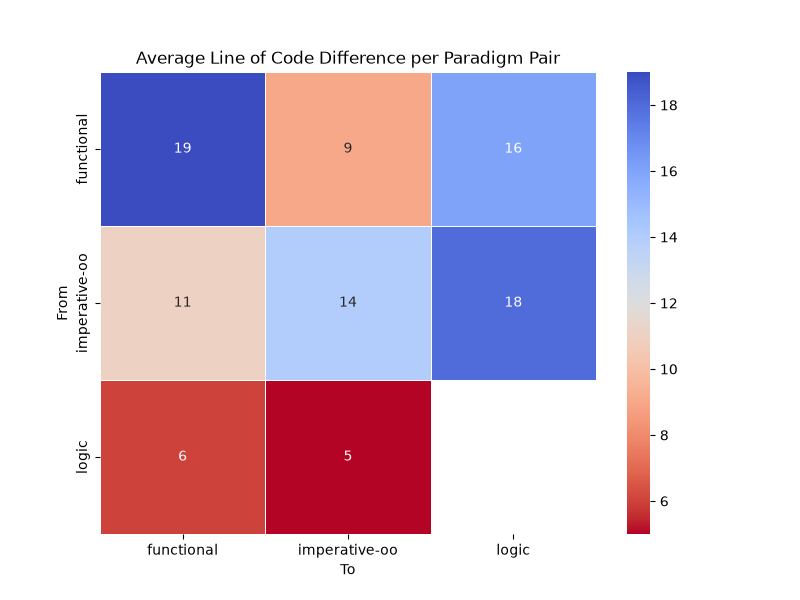 Average Line of Code Difference per Paradigm Pair
functional
19
9
16
From
imperative-oo
11
14
18
logic
6
5
functional
imperative-oo
logic
To
18
16
14
12
10
8
6